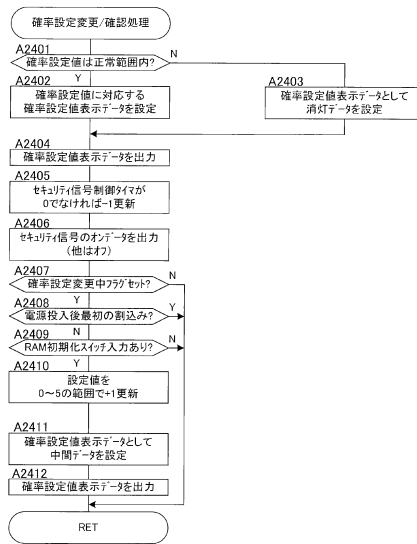 確率設定変更/確認処理
A2401
確率設定値は正常範囲内?
N
Y
A2402
確率設定値に対応する
確率設定値表示ﾃﾞｰﾀを設定
A2403
確率設定値表示ﾃﾞｰﾀとして
消灯ﾃﾞｰﾀを設定
A2404
確率設定値表示ﾃﾞｰﾀを出力
A2405
ｾｷｭﾘﾃｨ信号制御ﾀｲﾏが
0でなければ-1更新
A2406
ｾｷｭﾘﾃｨ信号のオンﾃﾞｰﾀを出力
(他はオフ)
A2407
確率設定変更中ﾌﾗｸﾞｾｯﾄ?
N
Y
A2408
電源投入後最初の割込み?
Y
N
A2409
RAM初期化ｽｲｯﾁ入力あり?
N
Y
A2410
設定値を
0～5の範囲で+1更新
A2411
確率設定値表示ﾃﾞｰﾀとして
中間ﾃﾞｰﾀを設定
A2412
確率設定値表示ﾃﾞｰﾀを出力
RET